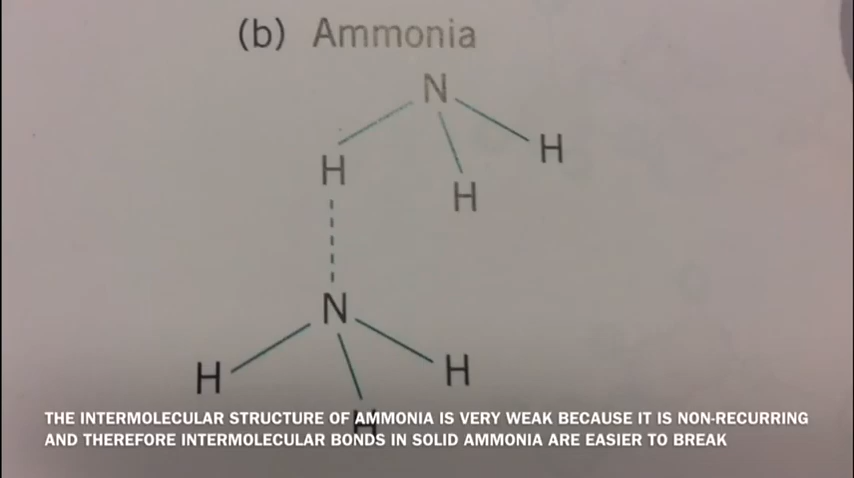 (b) Ammonia
N
H
H
H
N
H
H
H
THE INTERMOLECULAR STRUCTURE OF AMMONIA IS VERY WEAK BECAUSE IT IS NON-RECURRING
AND THEREFORE INTERMOLECULAR BONDS IN SOLID AMMONIA ARE EASIER TO BREAK